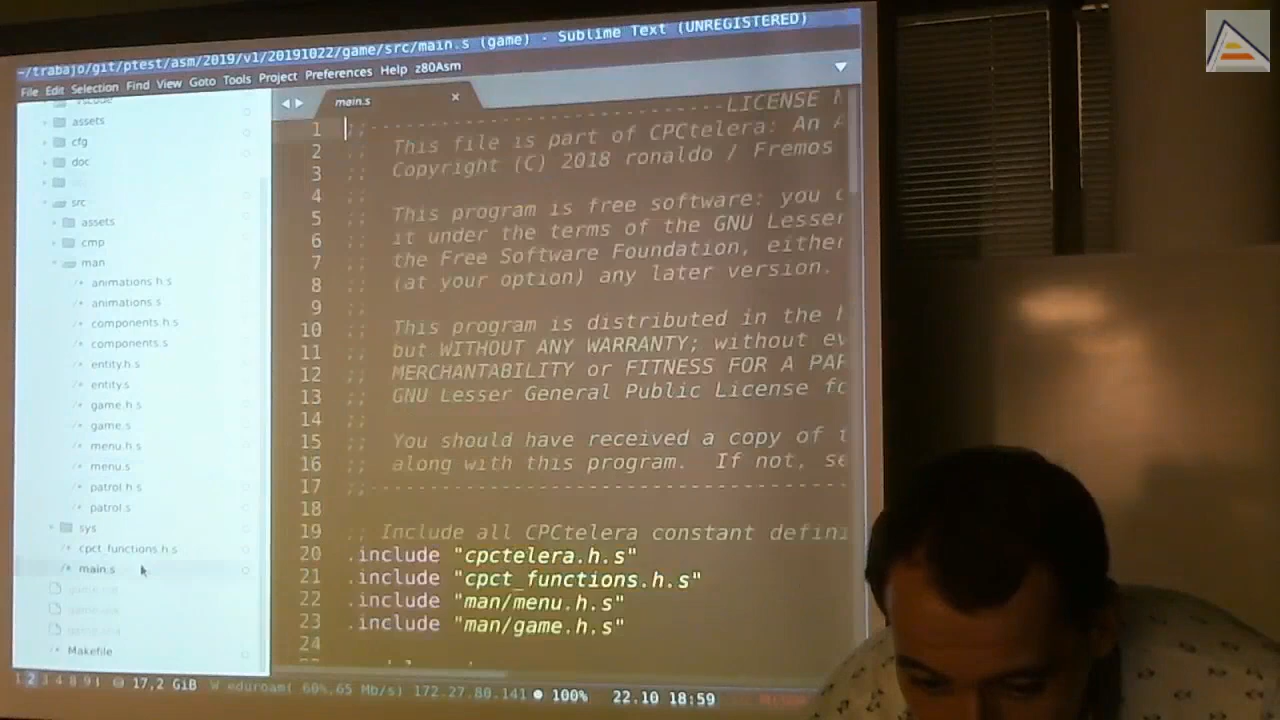 ~/trabajo/git/ptest/asm/2019/v1/20191022/game/src/main.s (game) - Sublime Text (UNREGISTERED)
File Edit Selection Find View Goto Tools Project Preferences Help z80Asm
assets
cfg
doc
src
assets
cmp
man
animations.h.s
animations.s
components.h.s
components.s
entity.h.s
entity.s
game.h.s
game.s
menu.h.s
menu.s
patrol.h.s
patrol.s
sys
cpct_functions.h.s
main.s
Makefile
main.s ×
1 ;;-----------------------------LICENSE
2 ;; This file is part of CPCtelera: An
3 ;; Copyright (C) 2018 ronaldo / Fremos
4 ;;
5 ;; This program is free software: you
6 ;; it under the terms of the GNU Lesser
7 ;; the Free Software Foundation, either
8 ;; (at your option) any later version.
9 ;;
10 ;; This program is distributed in the
11 ;; but WITHOUT ANY WARRANTY; without
12 ;; MERCHANTABILITY or FITNESS FOR A
13 ;; GNU Lesser General Public License
14 ;;
15 ;; You should have received a copy of
16 ;; along with this program. If not,
17 ;;------------------------------------------
18
19 ;; Include all CPCtelera constant
20 .include "cpctelera.h.s"
21 .include "cpct_functions.h.s"
22 .include "man/menu.h.s"
23 .include "man/game.h.s"
24
17,2 GiB W eduroam( 60%,65 Mb/s) 172.27.80.141 100% 22.10 18:59